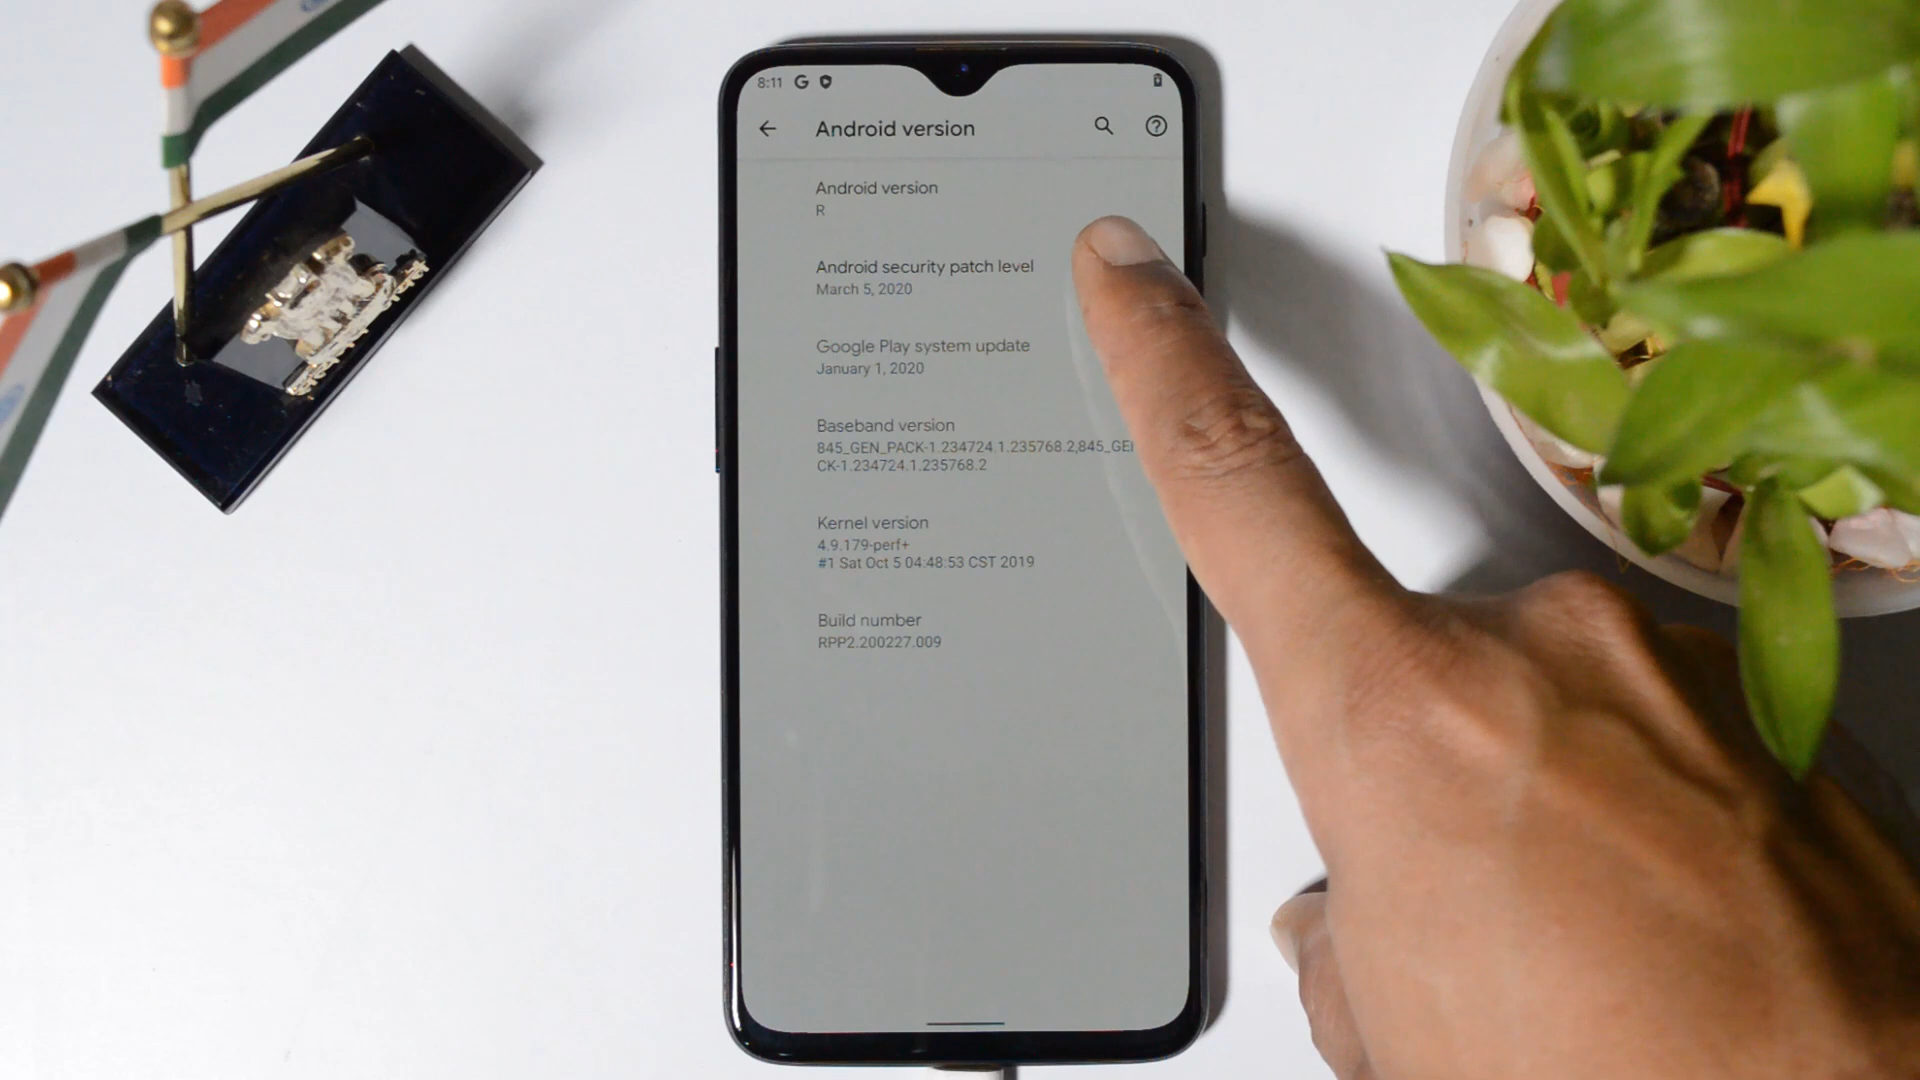 8:11 G
Android version
Android version
R
Android security patch level
March 5, 2020
Google Play system update
January 1, 2020
Baseband version
845_GEN_PACK-1.234724.1.235768.2,845_GE
CK-1.234724.1.235768.2
Kernel version
4.9.179-perf+
#1 Sat Oct 5 04:48:53 CST 2019
Build number
RPP2.200227.009